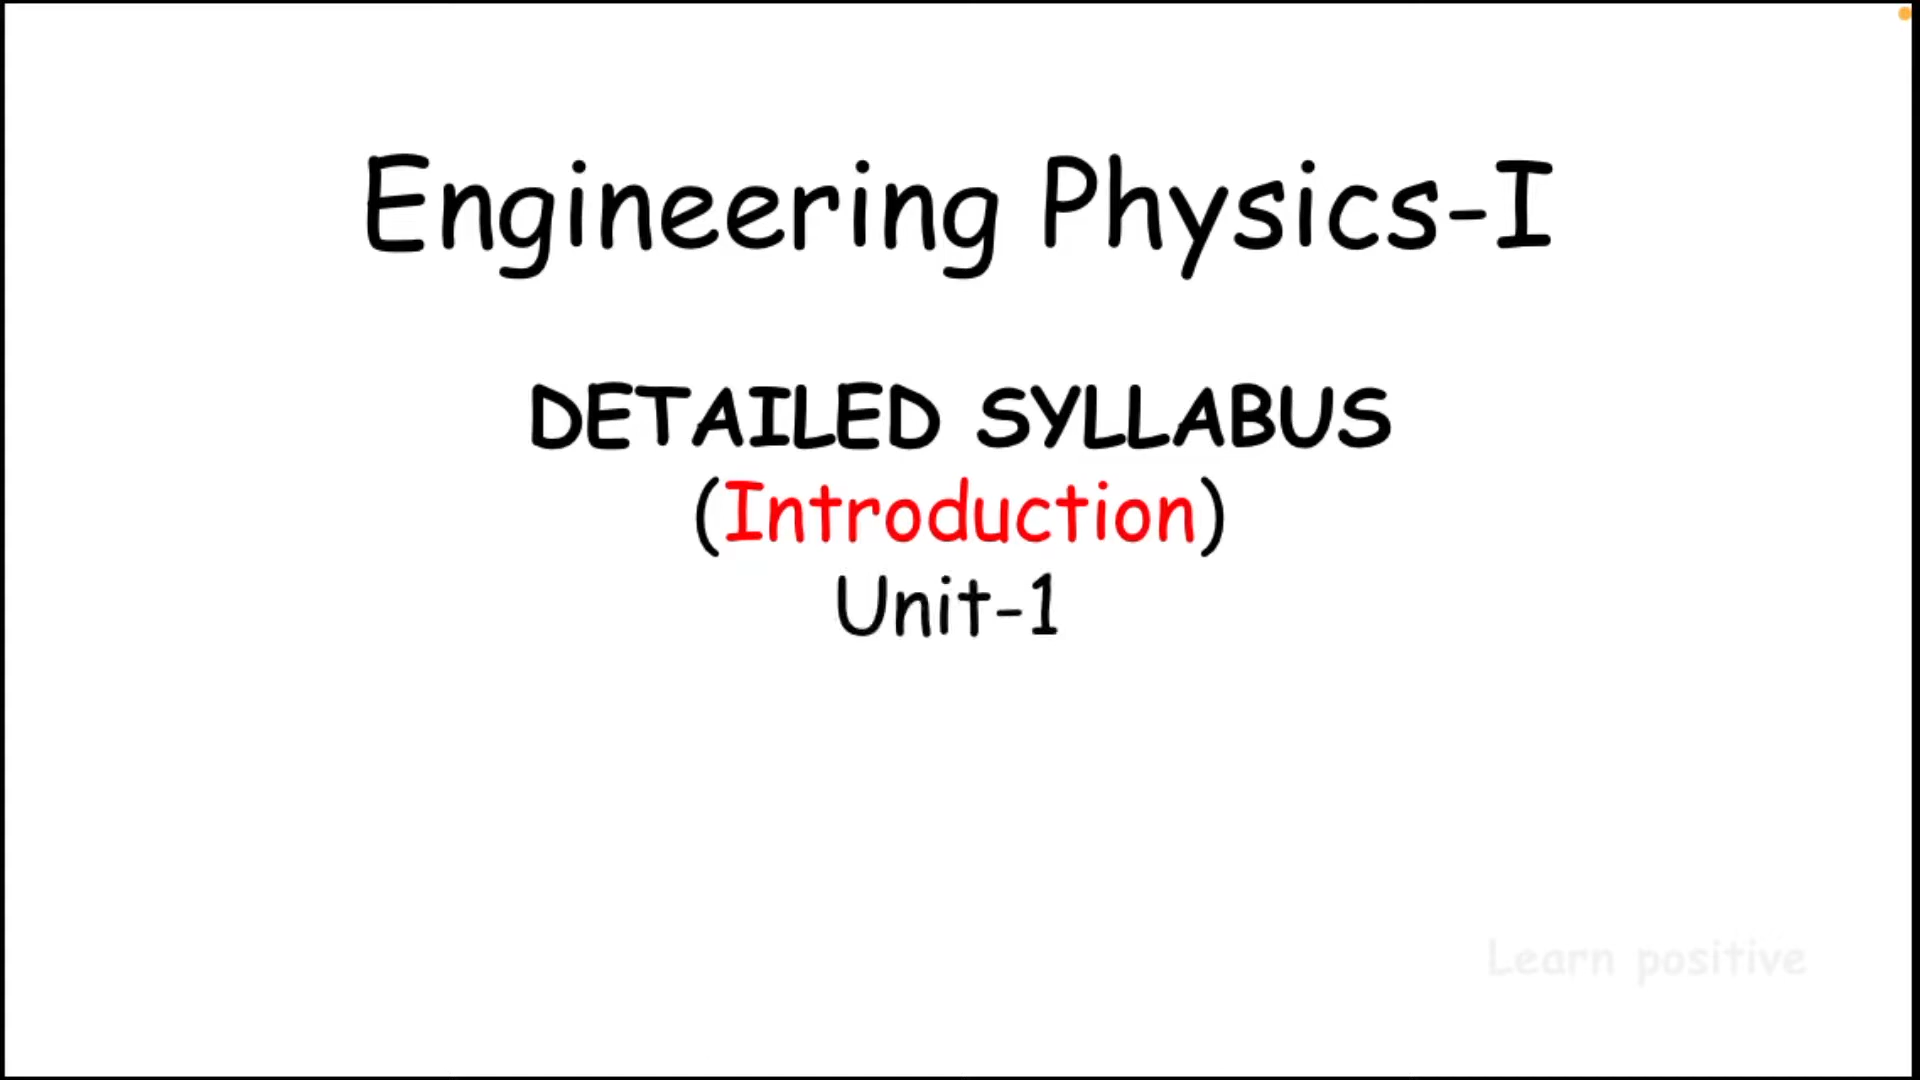 Engineering Physics-I
DETAILED SYLLABUS
(Introduction)
Unit-1
Learn positive